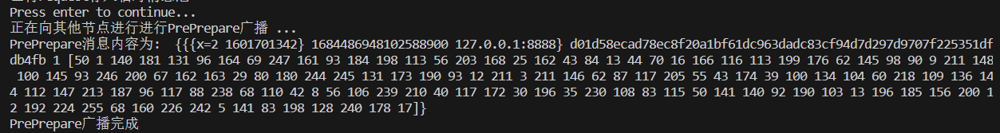 Press enter to continue...
正在向其他节点进行进行PrePrepare广播 ...
PrePrepare消息内容为:  {{{x=2 1601701342} 1684486948102588900 127.0.0.1:8888} d01d58ecad78ec8f20a1bf61dc963dadc83cf94d7d297d9707f225351df
db4fb 1 [50 1 140 181 131 96 164 69 247 161 93 184 198 113 56 203 168 25 162 43 84 13 44 70 16 166 116 113 199 176 62 145 98 90 9 211 148
 100 145 93 246 200 67 162 163 29 80 180 244 245 131 173 190 93 12 211 3 211 146 62 87 117 205 55 43 174 39 100 134 104 60 218 109 136 14
4 112 147 213 187 96 117 88 238 68 110 42 8 56 106 239 210 40 117 172 30 196 35 230 108 83 115 50 141 140 92 190 103 13 196 185 156 200 1
2 192 224 255 68 160 226 242 5 141 83 198 128 240 178 17]}
PrePrepare广播完成